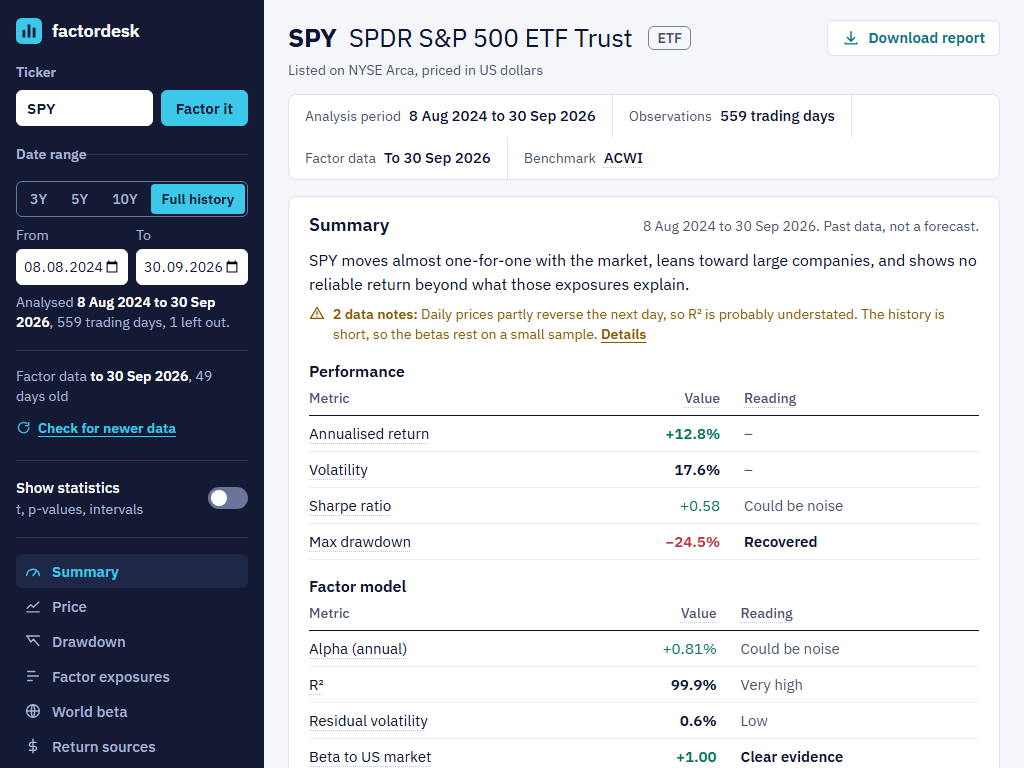 factordesk
Ticker
SPY
Factor it
Date range
3Y 5Y 10Y Full history
From To
08.08.2024 30.09.2026
Analysed 8 Aug 2024 to 30 Sep
2026, 559 trading days, 1 left out.
Factor data to 30 Sep 2026, 49
days old
Check for newer data
Show statistics
t, p-values, intervals
Summary
Price
Drawdown
Factor exposures
World beta
Return sources
SPY SPDR S&P 500 ETF Trust ETF
Download report
Listed on NYSE Arca, priced in US dollars
Analysis period 8 Aug 2024 to 30 Sep 2026 Observations 559 trading days
Factor data To 30 Sep 2026 Benchmark ACWI
Summary 8 Aug 2024 to 30 Sep 2026. Past data, not a forecast.
SPY moves almost one-for-one with the market, leans toward large companies, and shows no
reliable return beyond what those exposures explain.
2 data notes: Daily prices partly reverse the next day, so R² is probably understated. The history is
short, so the betas rest on a small sample. Details
Performance
Metric Value Reading
Annualised return +12.8% –
Volatility 17.6% –
Sharpe ratio +0.58 Could be noise
Max drawdown −24.5% Recovered
Factor model
Metric Value Reading
Alpha (annual) +0.81% Could be noise
R² 99.9% Very high
Residual volatility 0.6% Low
Beta to US market +1.00 Clear evidence